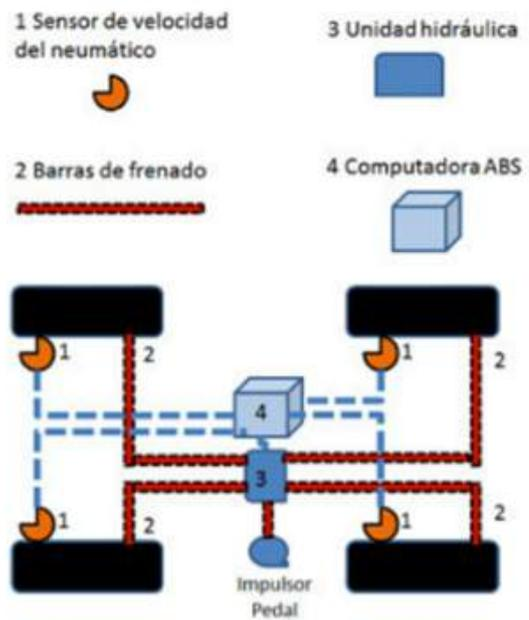 1 Sensor de velocidad
del neumático
3 Unidad hidráulica
2 Barras de frenado
4 Computadora ABS
1
2
1
2
4
3
1
2
1
2
Impulsor
Pedal